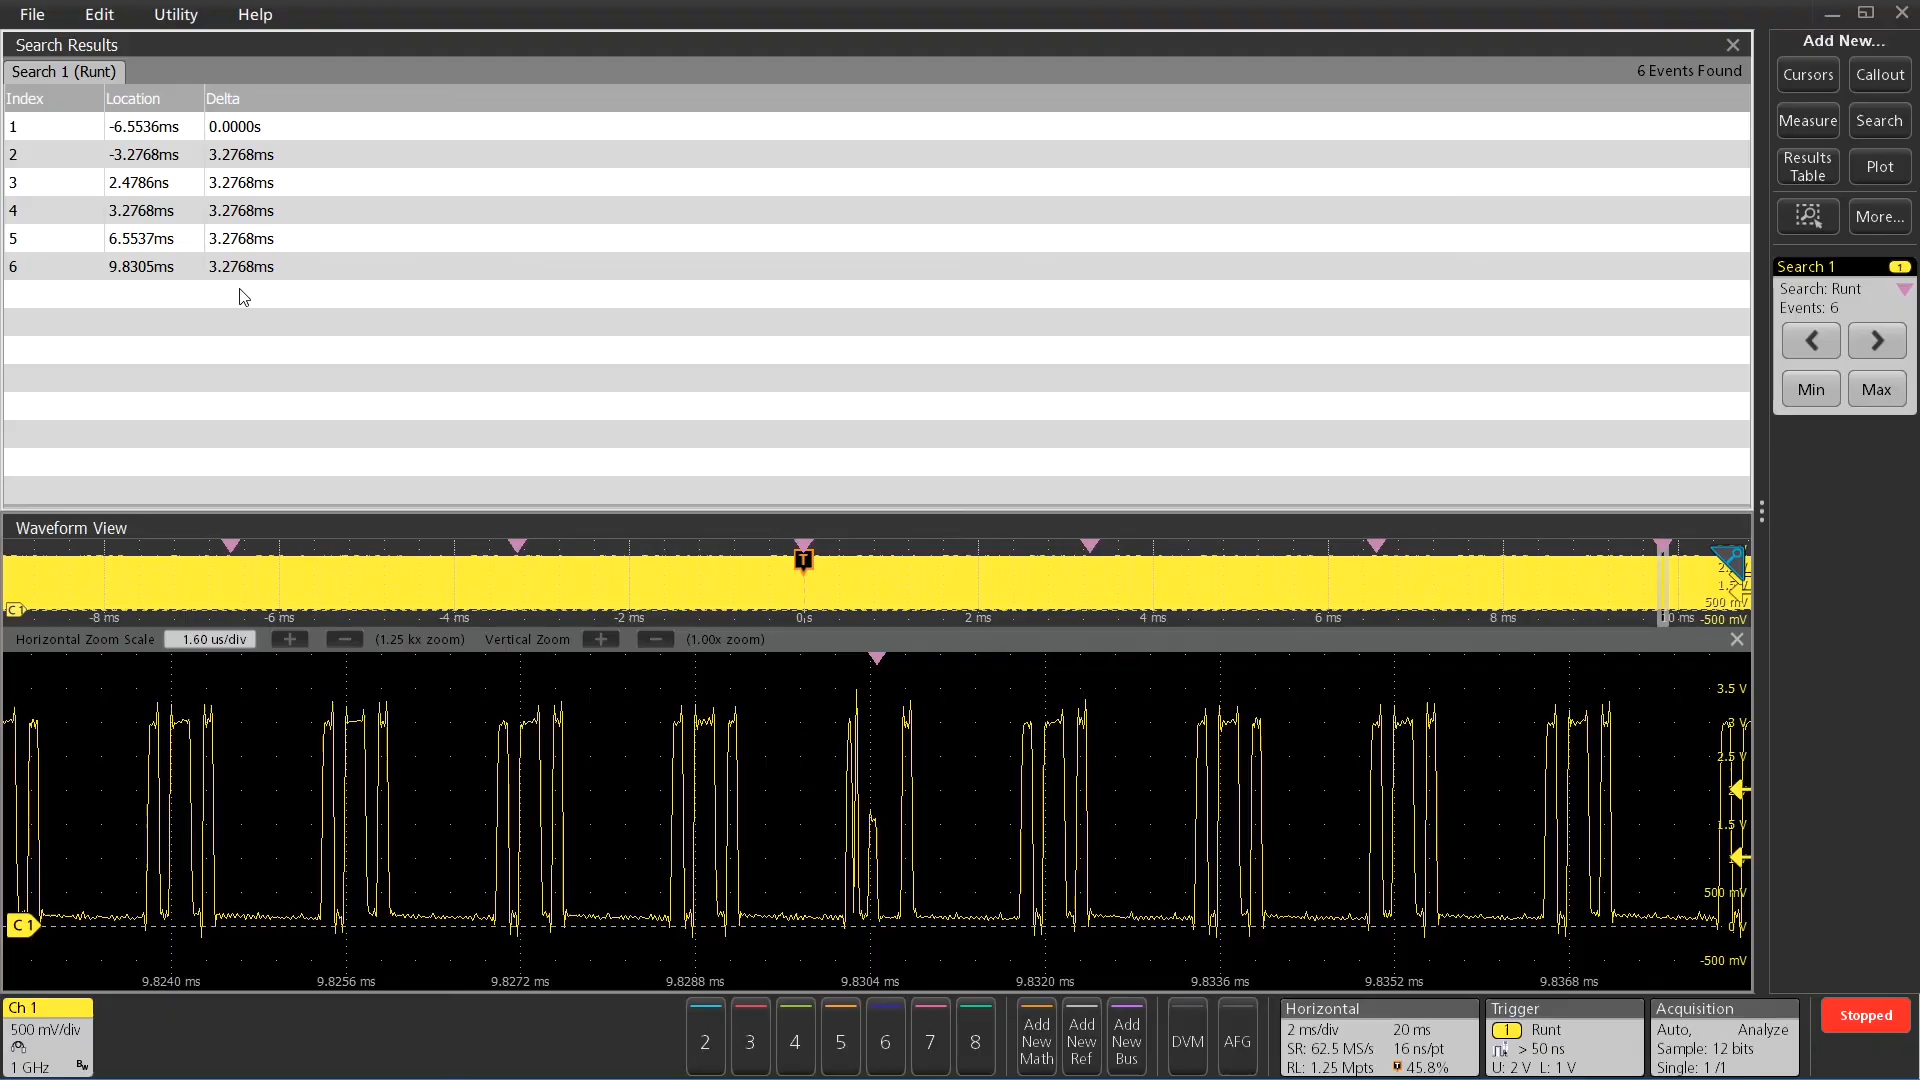 File Edit Utility Help
Search Results
Search 1 (Runt) 6 Events Found
Index Location Delta
1 -6.5536ms 0.0000s
2 -3.2768ms 3.2768ms
3 2.4786ns 3.2768ms
4 3.2768ms 3.2768ms
5 6.5537ms 3.2768ms
6 9.8305ms 3.2768ms
Add New...
Cursors Callout
Measure Search
Results Table Plot
More...
Search 1 1
Search: Runt
Events: 6
Min Max
Waveform View
T
C1
500 mV
-500 mV
-8 ms -6 ms -4 ms -2 ms 0 s 2 ms 4 ms 6 ms 8 ms 10 ms
Horizontal Zoom Scale 1.60 us/div + - (1.25 kx zoom) Vertical Zoom + - (1.00x zoom)
3.5 V
3 V
2.5 V
1.5 V
500 mV
C 1
0 V
-500 mV
9.8240 ms 9.8256 ms 9.8272 ms 9.8288 ms 9.8304 ms 9.8320 ms 9.8336 ms 9.8352 ms 9.8368 ms
Ch 1
500 mV/div
1 GHz Bw
2 3 4 5 6 7 8
Add New Math
Add New Ref
Add New Bus
DVM
AFG
Horizontal
2 ms/div 20 ms
SR: 62.5 MS/s 16 ns/pt
RL: 1.25 Mpts T 45.8%
Trigger
1 Runt
> 50 ns
U: 2 V L: 1 V
Acquisition
Auto, Analyze
Sample: 12 bits
Single: 1 /1
Stopped